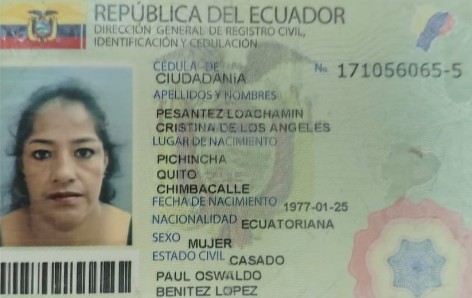 REPÚBLICA DEL ECUADOR
DIRECCIÓN GENERAL DE REGISTRO CIVIL,
IDENTIFICACIÓN Y CEDULACIÓN
CÉDULA DE
CIUDADANÍA
No. 171056065-5
APELLIDOS Y NOMBRES
PESANTEZ LOACHAMIN
CRISTINA DE LOS ANGELES
LUGAR DE NACIMIENTO
PICHINCHA
QUITO
CHIMBACALLE
FECHA DE NACIMIENTO 1977-01-25
NACIONALIDAD ECUATORIANA
SEXO MUJER
ESTADO CIVIL CASADO
PAUL OSWALDO
BENITEZ LOPEZ